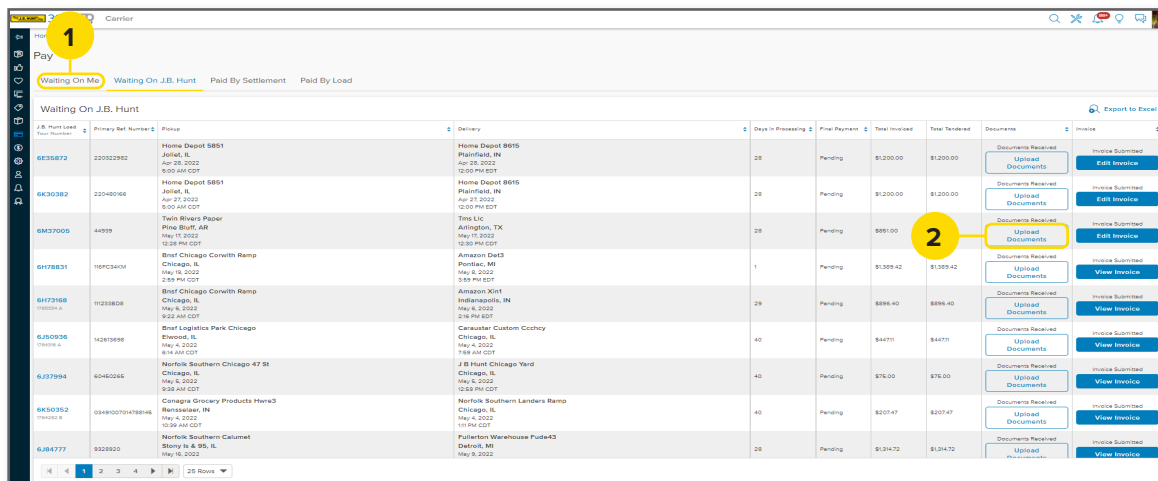 J.B. HUNT 3 Carrier
99+
Ho
1
Pay
Waiting On Me Waiting On J.B. Hunt Paid By Settlement Paid By Load
Waiting On J.B. Hunt Export to Excel
J.B. Hunt Load Primary Ref. Number Pickup Delivery Days in Processing Final Payment Total Invoiced Total Tendered Documents Invoice
Tour Number
Home Depot 5851 Home Depot 8615 Documents Received
Joliet, IL Plainfield, IN Invoice Submitted
6E35872 220322982 Apr 28, 2022 Apr 28, 2022 28 Pending $1,200.00 $1,200.00 Upload Edit Invoice
5:00 AM CDT 12:00 PM EDT Documents
Home Depot 5851 Home Depot 8615 Documents Received
Joliet, IL Plainfield, IN Invoice Submitted
6K30382 220480166 Apr 27, 2022 Apr 27, 2022 28 Pending $1,200.00 $1,200.00 Upload Edit Invoice
5:00 AM CDT 12:00 PM EDT Documents
Twin Rivers Paper Tms Llc Documents Received
Pine Bluff, AR Arlington, TX Invoice Submitted
6M37005 44939 May 17, 2022 May 17, 2022 28 Pending $851.00 2 Upload Edit Invoice
12:28 PM CDT 12:30 PM CDT Documents
Bnsf Chicago Corwith Ramp Amazon Det3 Documents Received
Chicago, IL Pontiac, MI Invoice Submitted
6H78831 116FC34KM May 19, 2022 May 8, 2022 1 Pending $1,389.42 $1,389.42 Upload View Invoice
2:59 PM CDT 3:59 PM EDT Documents
Bnsf Chicago Corwith Ramp Amazon Xint Documents Received
Chicago, IL Indianapolis, IN Invoice Submitted
6H73168 111233BD8 May 6, 2022 May 6, 2022 29 Pending $896.40 $896.40 Upload View Invoice
9:22 AM CDT 2:16 PM EDT Documents
Bnsf Logistics Park Chicago Caraustar Custom Ccchcy Documents Received
Elwood, IL Chicago, IL Invoice Submitted
6J50936 142613698 May 4, 2022 May 4, 2022 40 Pending $447.11 $447.11 Upload View Invoice
6:14 AM CDT 7:59 AM CDT Documents
Norfolk Southern Chicago 47 St J B Hunt Chicago Yard Documents Received
Chicago, IL Chicago, IL Invoice Submitted
6J37994 60450265 May 5, 2022 May 5, 2022 40 Pending $75.00 $75.00 Upload View Invoice
9:38 AM CDT 12:59 PM CDT Documents
Conagra Grocery Products Hwre3 Norfolk Southern Landers Ramp Documents Received
Rensselaer, IN Chicago, IL Invoice Submitted
6K50352 03491007014788146 May 4, 2022 May 4, 2022 40 Pending $207.47 $207.47 Upload View Invoice
10:39 AM CDT 1:11 PM CDT Documents
Norfolk Southern Calumet Fullerton Warehouse Fude43 Documents Received
Stony Is & 95, IL Detroit, MI Invoice Submitted
6J84777 9328920 May 16, 2022 May 9, 2022 28 Pending $1,314.72 $1,314.72 Upload View Invoice
1 2 3 4 25 Rows